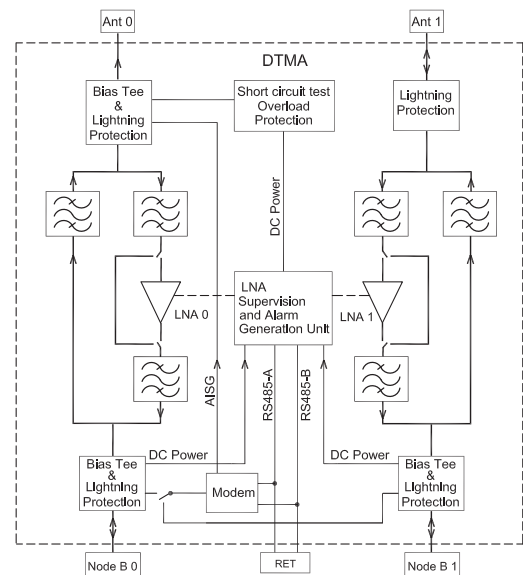 Ant 0
Ant 1
DTMA
Bias Tee
&
Lightning
Protection
Short circuit test
Overload
Protection
Lightning
Protection
DC Power
LNA
Supervision
and Alarm
Generation Unit
LNA 0
LNA 1
AISG
RS485-A
RS485-B
DC Power
DC Power
Bias Tee
&
Lightning
Protection
Modem
Bias Tee
&
Lightning
Protection
Node B 0
RET
Node B 1